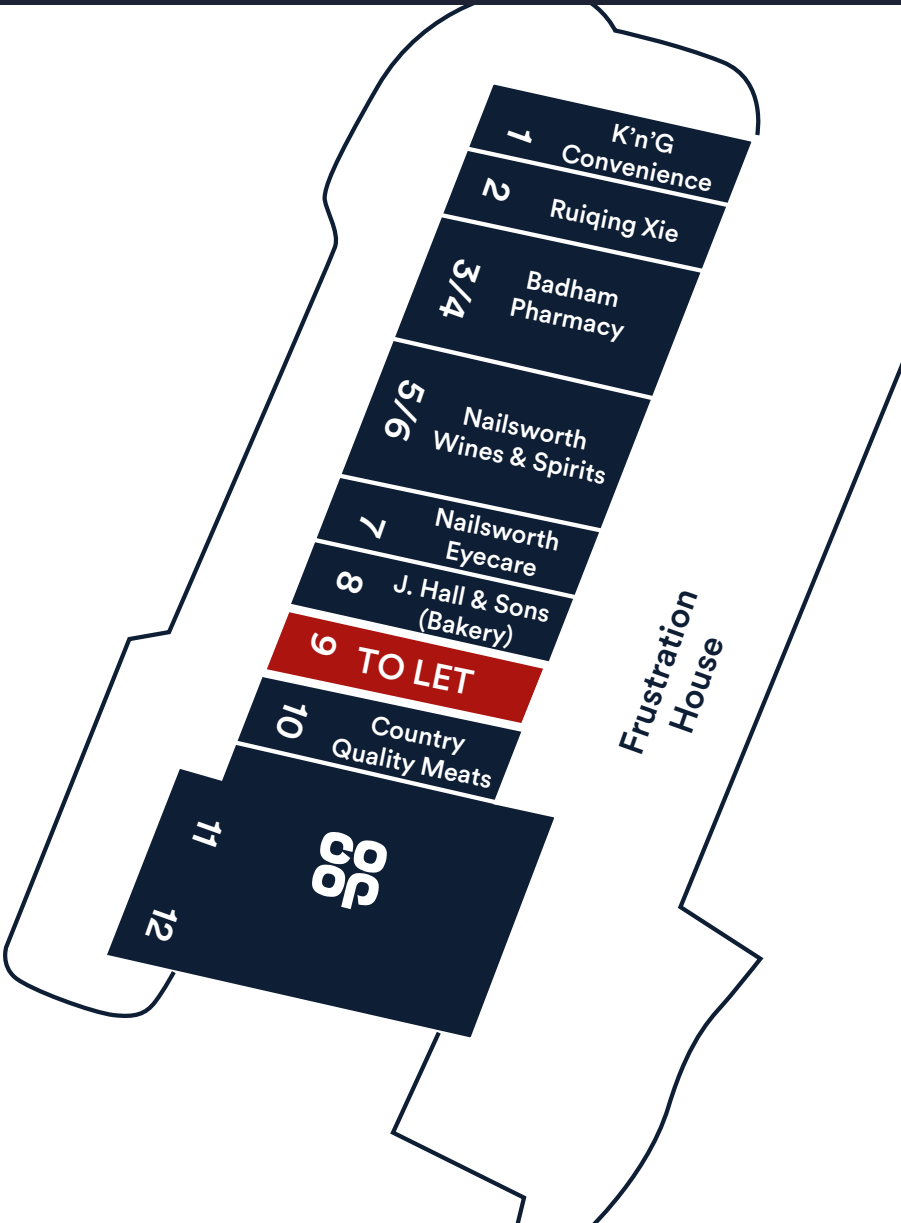 1
K’n’G
Convenience
2
Ruiqing Xie
3/4
Badham
Pharmacy
5/6
Nailsworth
Wines & Spirits
7
Nailsworth
Eyecare
8
J. Hall & Sons
(Bakery)
9
TO LET
10
Country
Quality Meats
11
CO
OP
12
Frustration
House